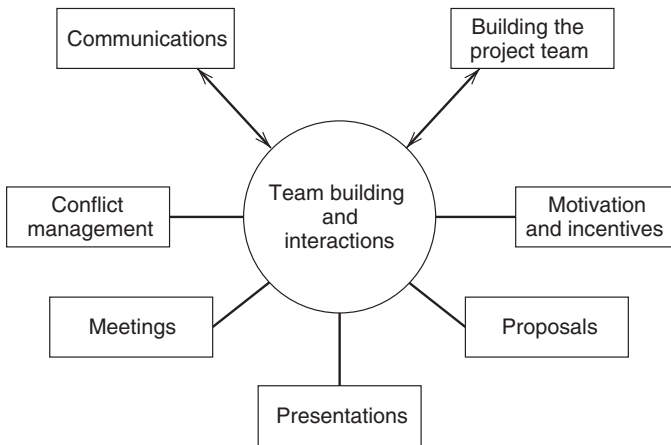 Communications
Building the
project team
Team building
and
interactions
Conflict
management
Motivation
and incentives
Meetings
Proposals
Presentations